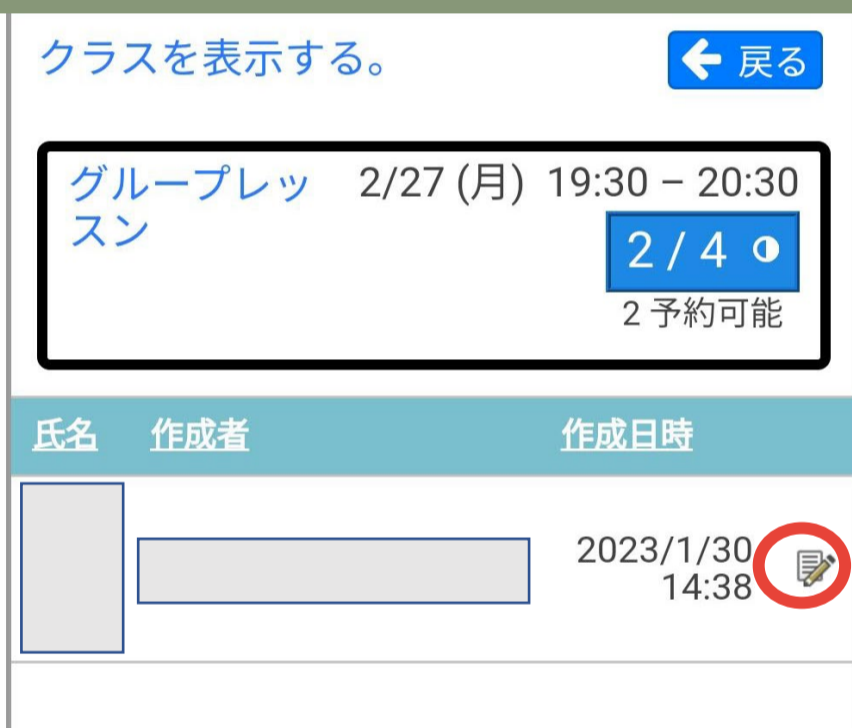 クラスを表示する。
戻る
グループレッ 2/27 (月) 19:30 – 20:30
スン
2 / 4
2 予約可能
氏名 作成者 作成日時
2023/1/30
14:38